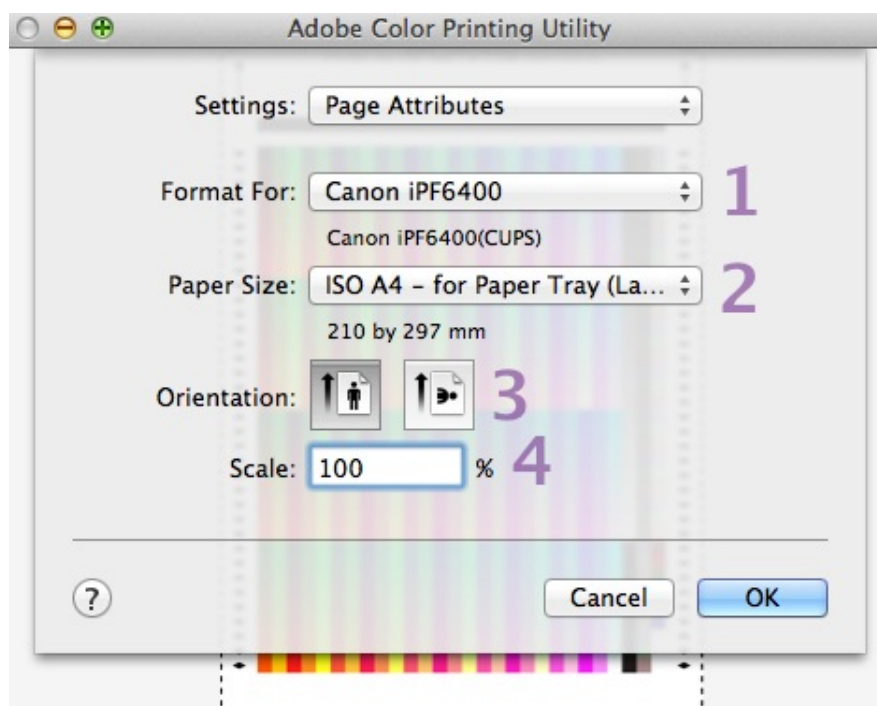 Adobe Color Printing Utility
Settings: Page Attributes
Format For: Canon iPF6400 1
Canon iPF6400(CUPS)
Paper Size: ISO A4 – for Paper Tray (La... 2
210 by 297 mm
Orientation: 3
Scale: 100 % 4
? Cancel OK